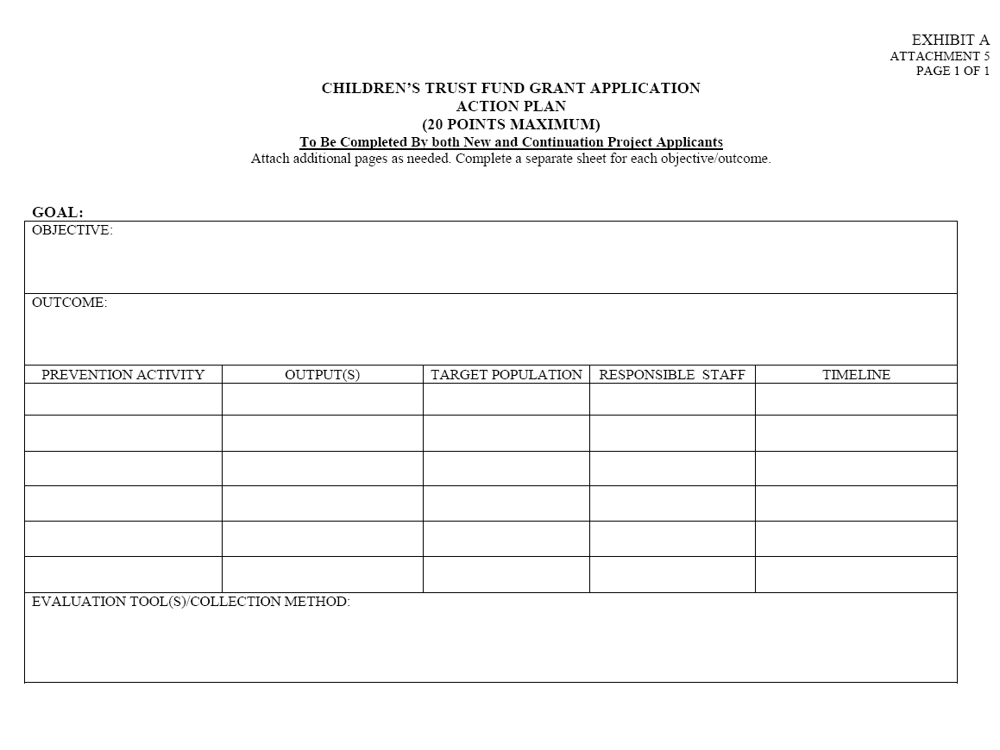 EXHIBIT A
ATTACHMENT 5
PAGE 1 OF 1
CHILDREN’S TRUST FUND GRANT APPLICATION
ACTION PLAN
(20 POINTS MAXIMUM)
To Be Completed By both New and Continuation Project Applicants
Attach additional pages as needed. Complete a separate sheet for each objective/outcome.
GOAL:
OBJECTIVE:
OUTCOME:
PREVENTION ACTIVITY OUTPUT(S) TARGET POPULATION RESPONSIBLE STAFF TIMELINE
EVALUATION TOOL(S)/COLLECTION METHOD: